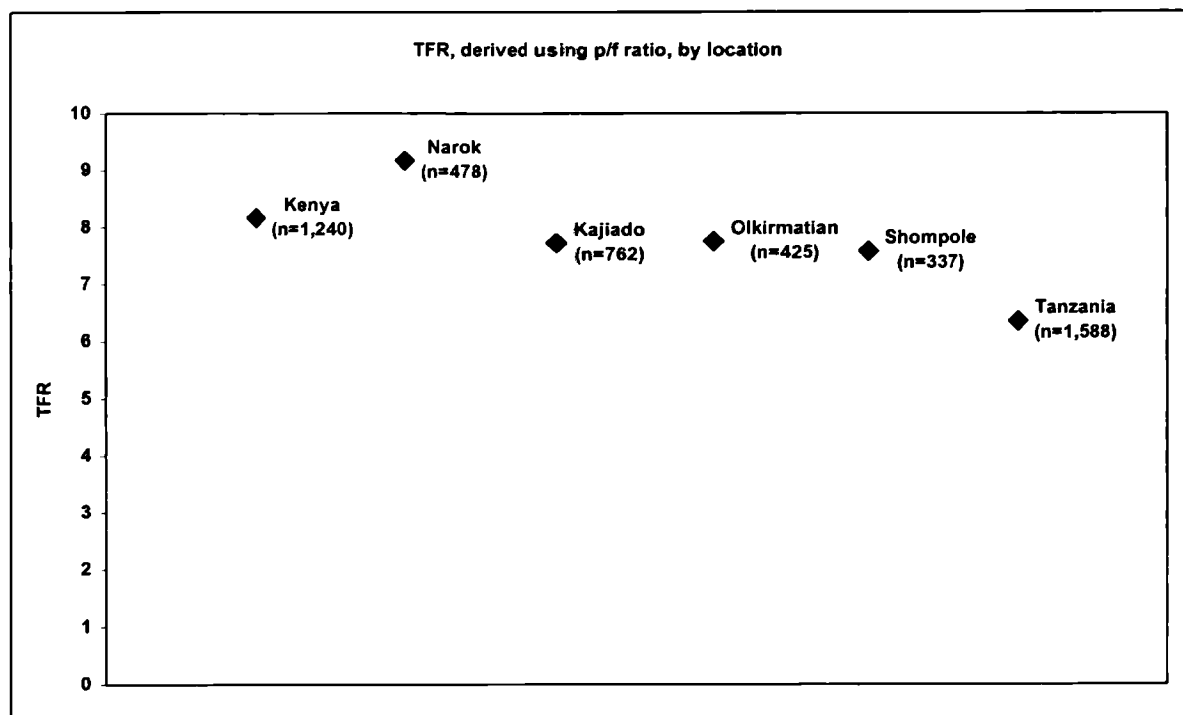 TFR, derived using p/f ratio, by location
10
9
8
7
6
5
4
3
2
1
0
TFR
Kenya
(n=1,240)
Narok
(n=478)
Kajiado
(n=762)
Olkirmatian
(n=425)
Shompole
(n=337)
Tanzania
(n=1,588)